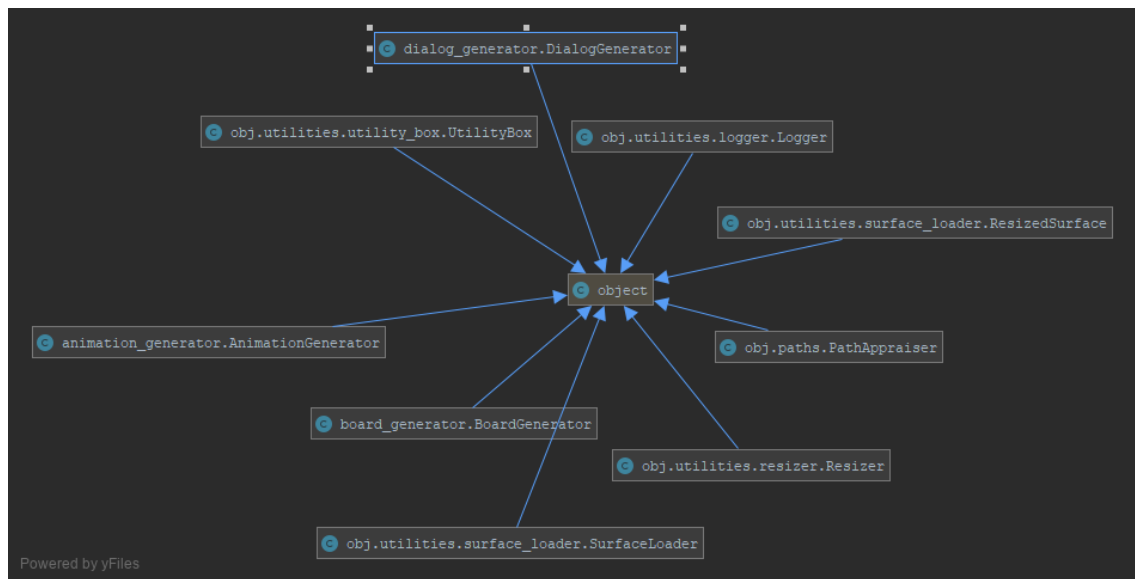 C dialog_generator.DialogGenerator
C obj.utilities.utility_box.UtilityBox
C obj.utilities.logger.Logger
C obj.utilities.surface_loader.ResizedSurface
C object
C animation_generator.AnimationGenerator
C obj.paths.PathAppraiser
C board_generator.BoardGenerator
C obj.utilities.resizer.Resizer
C obj.utilities.surface_loader.SurfaceLoader
Powered by yFiles